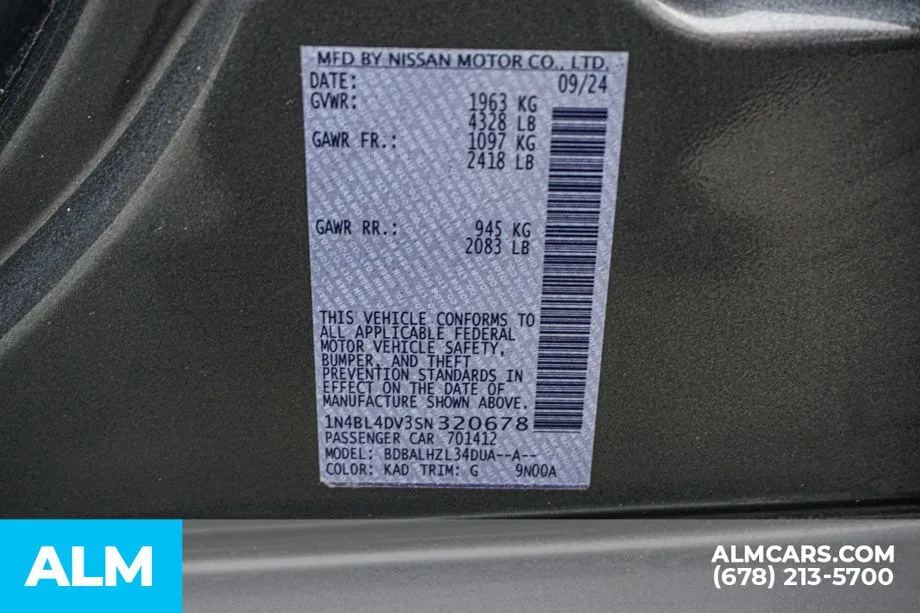 MFD BY NISSAN MOTOR CO., LTD.
DATE: 09/24
GVWR: 1963 KG
4328 LB
GAWR FR.: 1097 KG
2418 LB
GAWR RR.: 945 KG
2083 LB
THIS VEHICLE CONFORMS TO
ALL APPLICABLE FEDERAL
MOTOR VEHICLE SAFETY,
BUMPER, AND THEFT
PREVENTION STANDARDS IN
EFFECT ON THE DATE OF
MANUFACTURE SHOWN ABOVE.
1N4BL4DV3SN320678
PASSENGER CAR 701412
MODEL: BDBALHZL34DUA--A--
COLOR: KAD TRIM: G 9N00A
ALM
ALMCARS.COM
(678) 213-5700